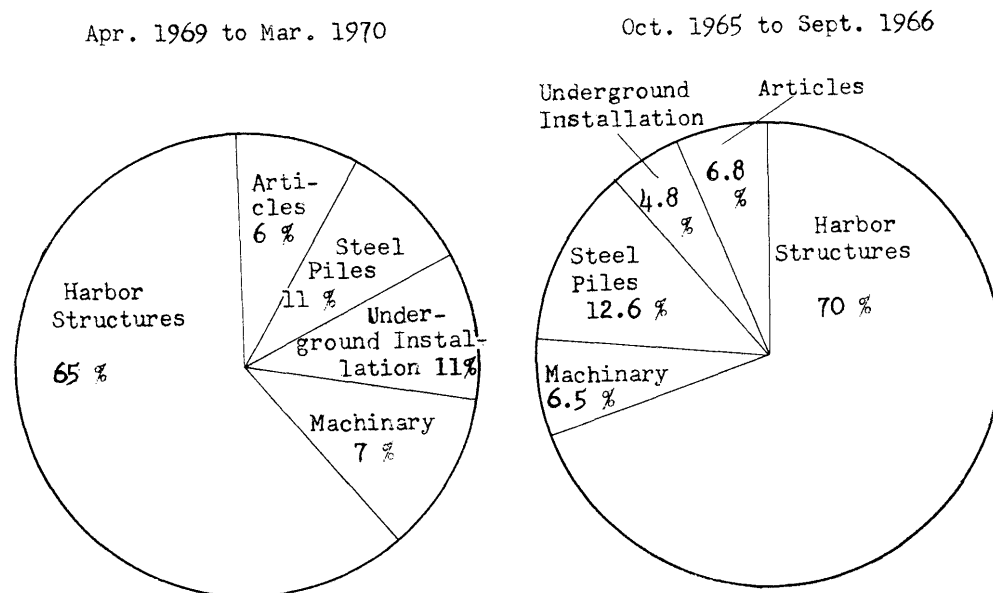 Apr. 1969 to Mar. 1970
Arti-
cles
6 %
Steel
Piles
11 %
Under-
ground Instal-
lation 11%
Machinary
7 %
Harbor
Structures
65 %
Oct. 1965 to Sept. 1966
Underground
Installation
4.8
%
Articles
6.8
%
Harbor
Structures
70 %
Steel
Piles
12.6 %
Machinary
6.5 %